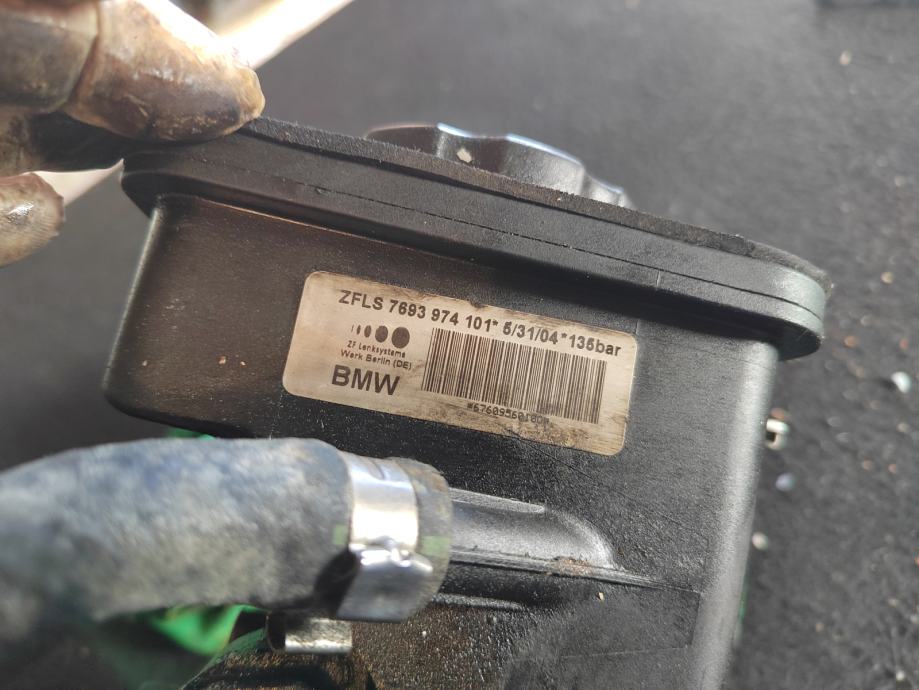 ZFLS 7693 974 101* 5/31/04 *135bar
ZF Lenksysteme
Werk Berlin (DE)
BMW